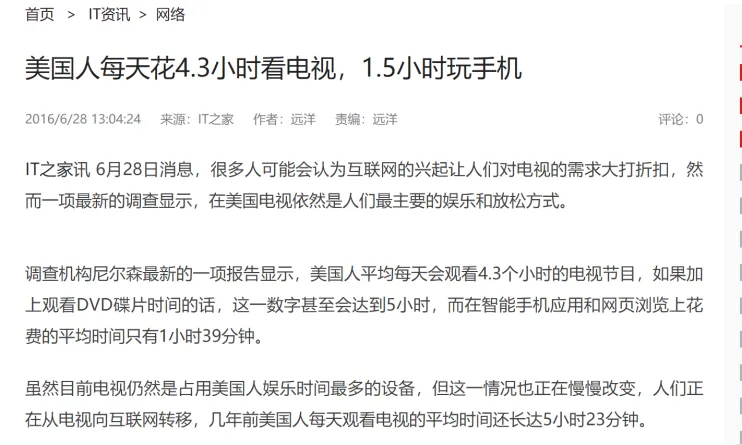 首页 > IT资讯 > 网络
美国人每天花4.3小时看电视，1.5小时玩手机
2016/6/28 13:04:24 来源：IT之家 作者：远洋 责编：远洋 评论：0
IT之家讯 6月28日消息，很多人可能会认为互联网的兴起让人们对电视的需求大打折扣，然
而一项最新的调查显示，在美国电视依然是人们最主要的娱乐和放松方式。
调查机构尼尔森最新的一项报告显示，美国人平均每天会观看4.3个小时的电视节目，如果加
上观看DVD碟片时间的话，这一数字甚至会达到5小时，而在智能手机应用和网页浏览上花
费的平均时间只有1小时39分钟。
虽然目前电视仍然是占用美国人娱乐时间最多的设备，但这一情况也正在慢慢改变，人们正
在从电视向互联网转移，几年前美国人每天观看电视的平均时间还长达5小时23分钟。